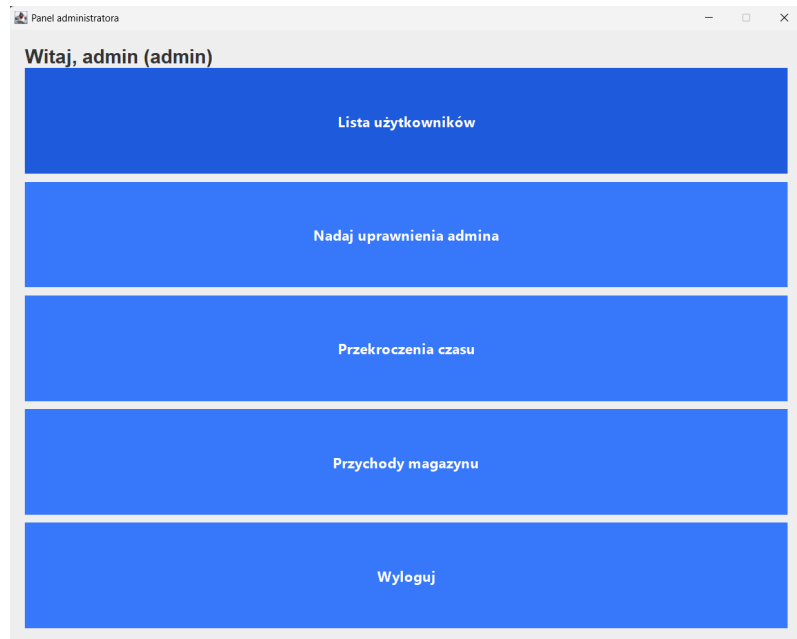 Panel administratora
Witaj, admin (admin)
Lista użytkowników
Nadaj uprawnienia admina
Przekroczenia czasu
Przychody magazynu
Wyloguj